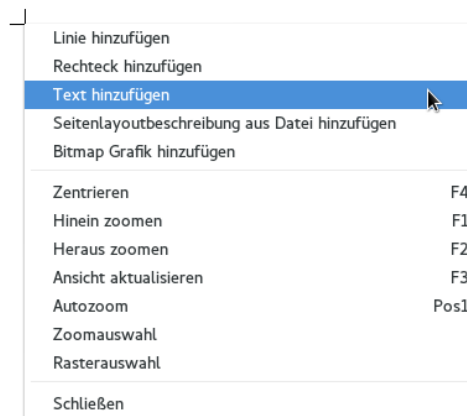 Linie hinzufügen
Rechteck hinzufügen
Text hinzufügen
Seitenlayoutbeschreibung aus Datei hinzufügen
Bitmap Grafik hinzufügen
Zentrieren F4
Hinein zoomen F1
Heraus zoomen F2
Ansicht aktualisieren F3
Autozoom Pos1
Zoomauswahl
Rasterauswahl
Schließen